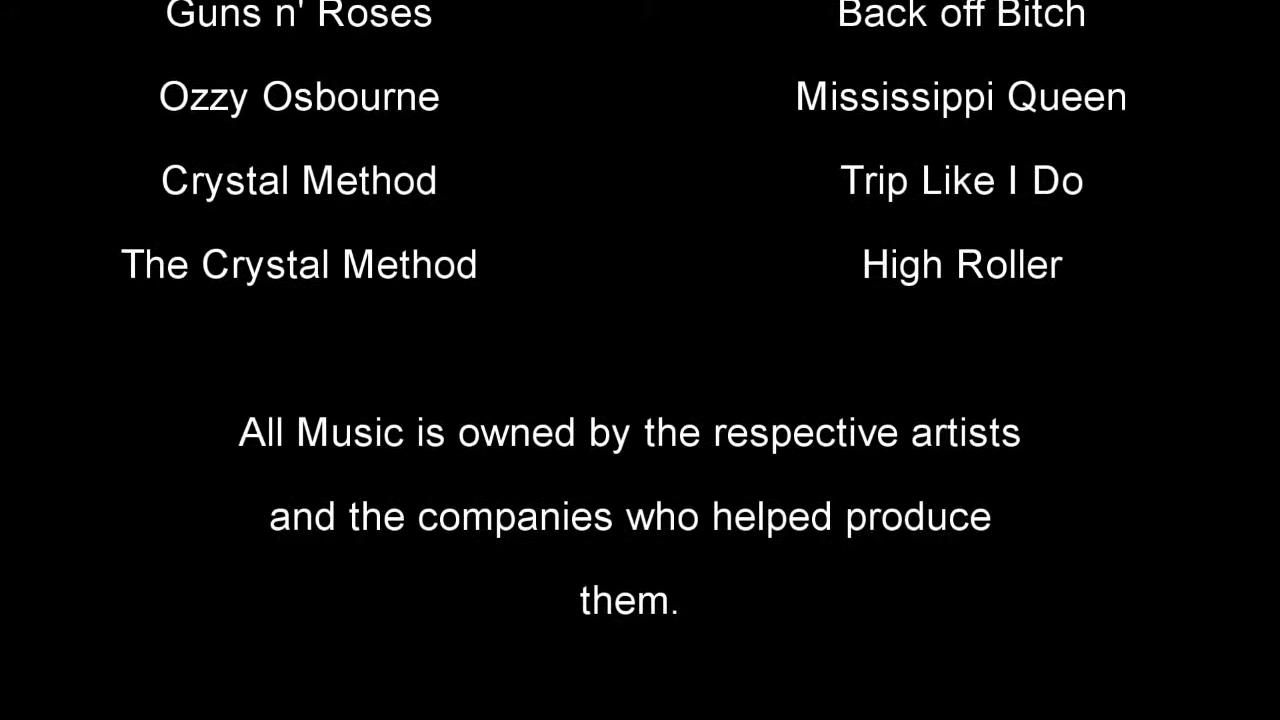 Guns n' Roses Back off Bitch
Ozzy Osbourne Mississippi Queen
Crystal Method Trip Like I Do
The Crystal Method High Roller
All Music is owned by the respective artists
and the companies who helped produce
them.